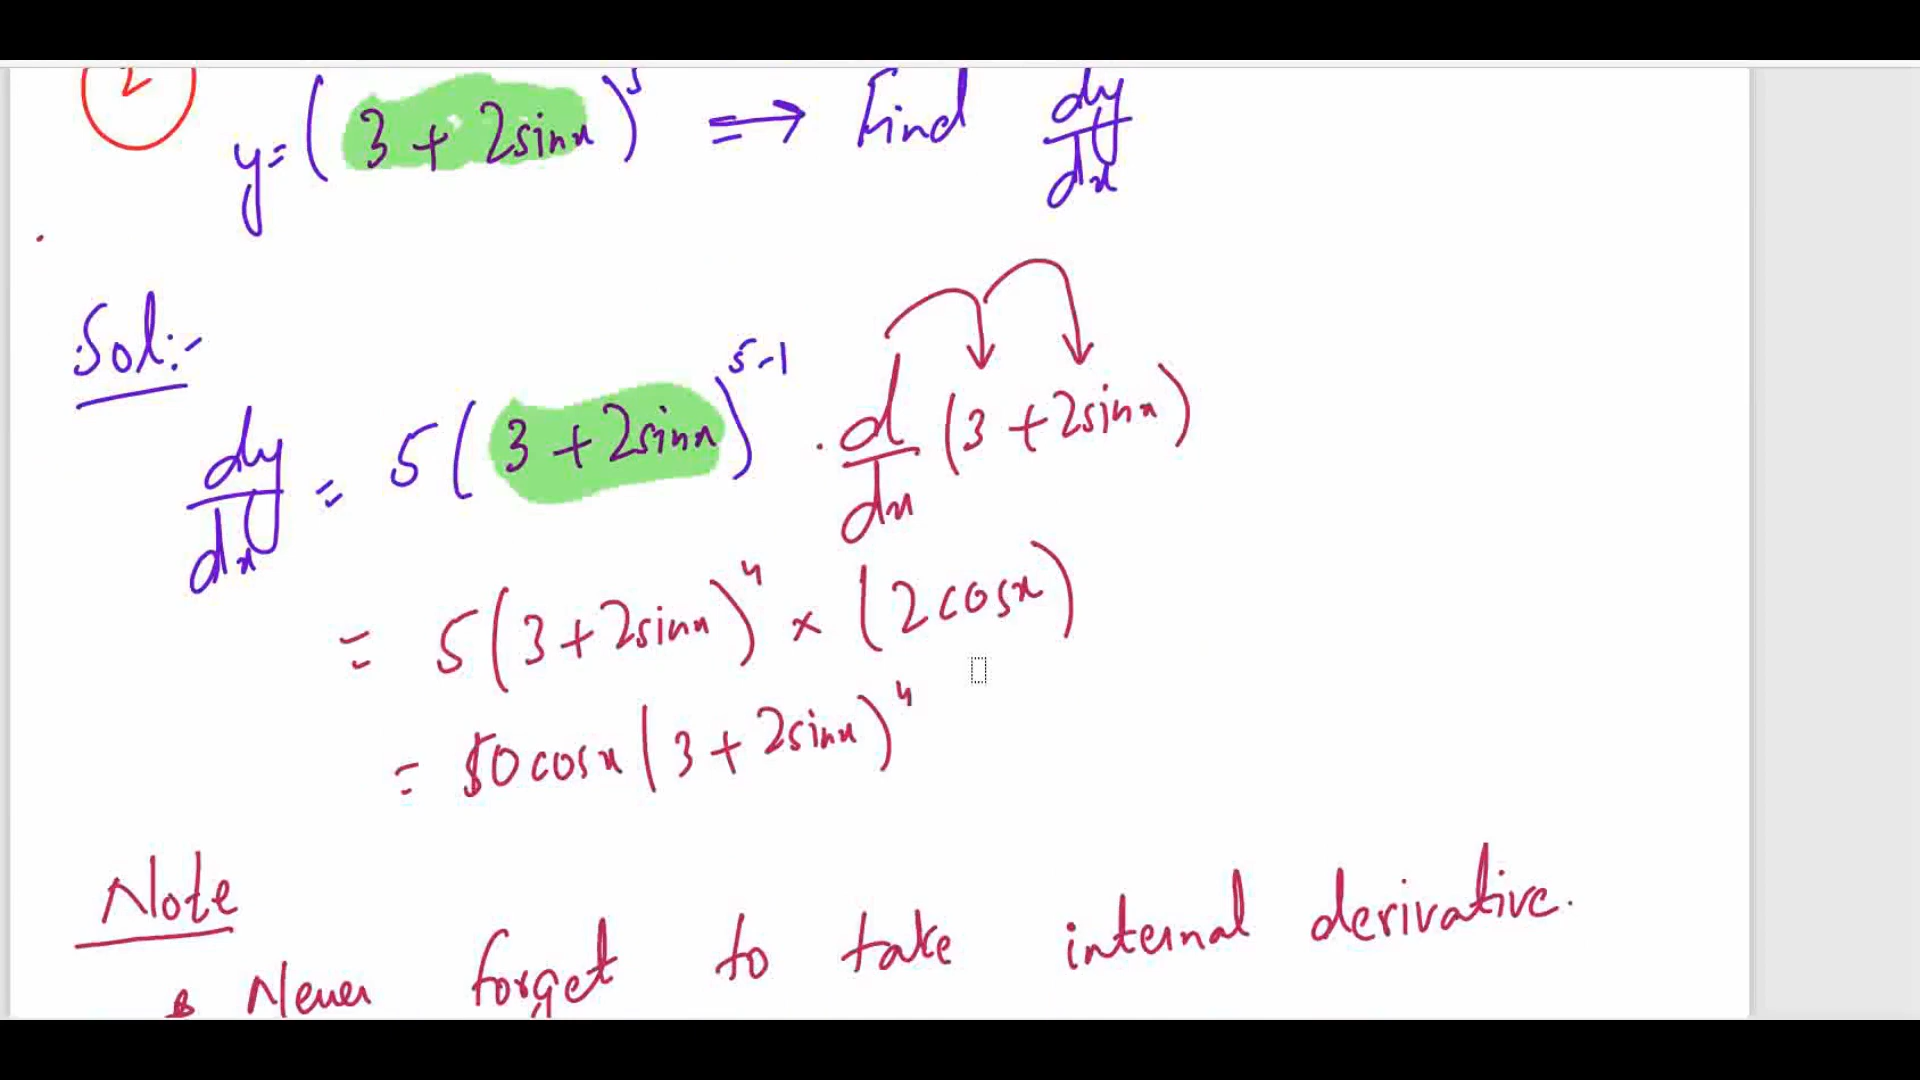 2
y = (3 + 2sinx)^5 ⇒ Find dy/dx
Sol:-
dy/dx = 5(3 + 2sinx)^5-1 . d/dx (3 + 2sinx)
= 5(3 + 2sinx)^4 × (2cosx)
= 50cosx(3 + 2sinx)^4
Note
Never forget to take internal derivative.